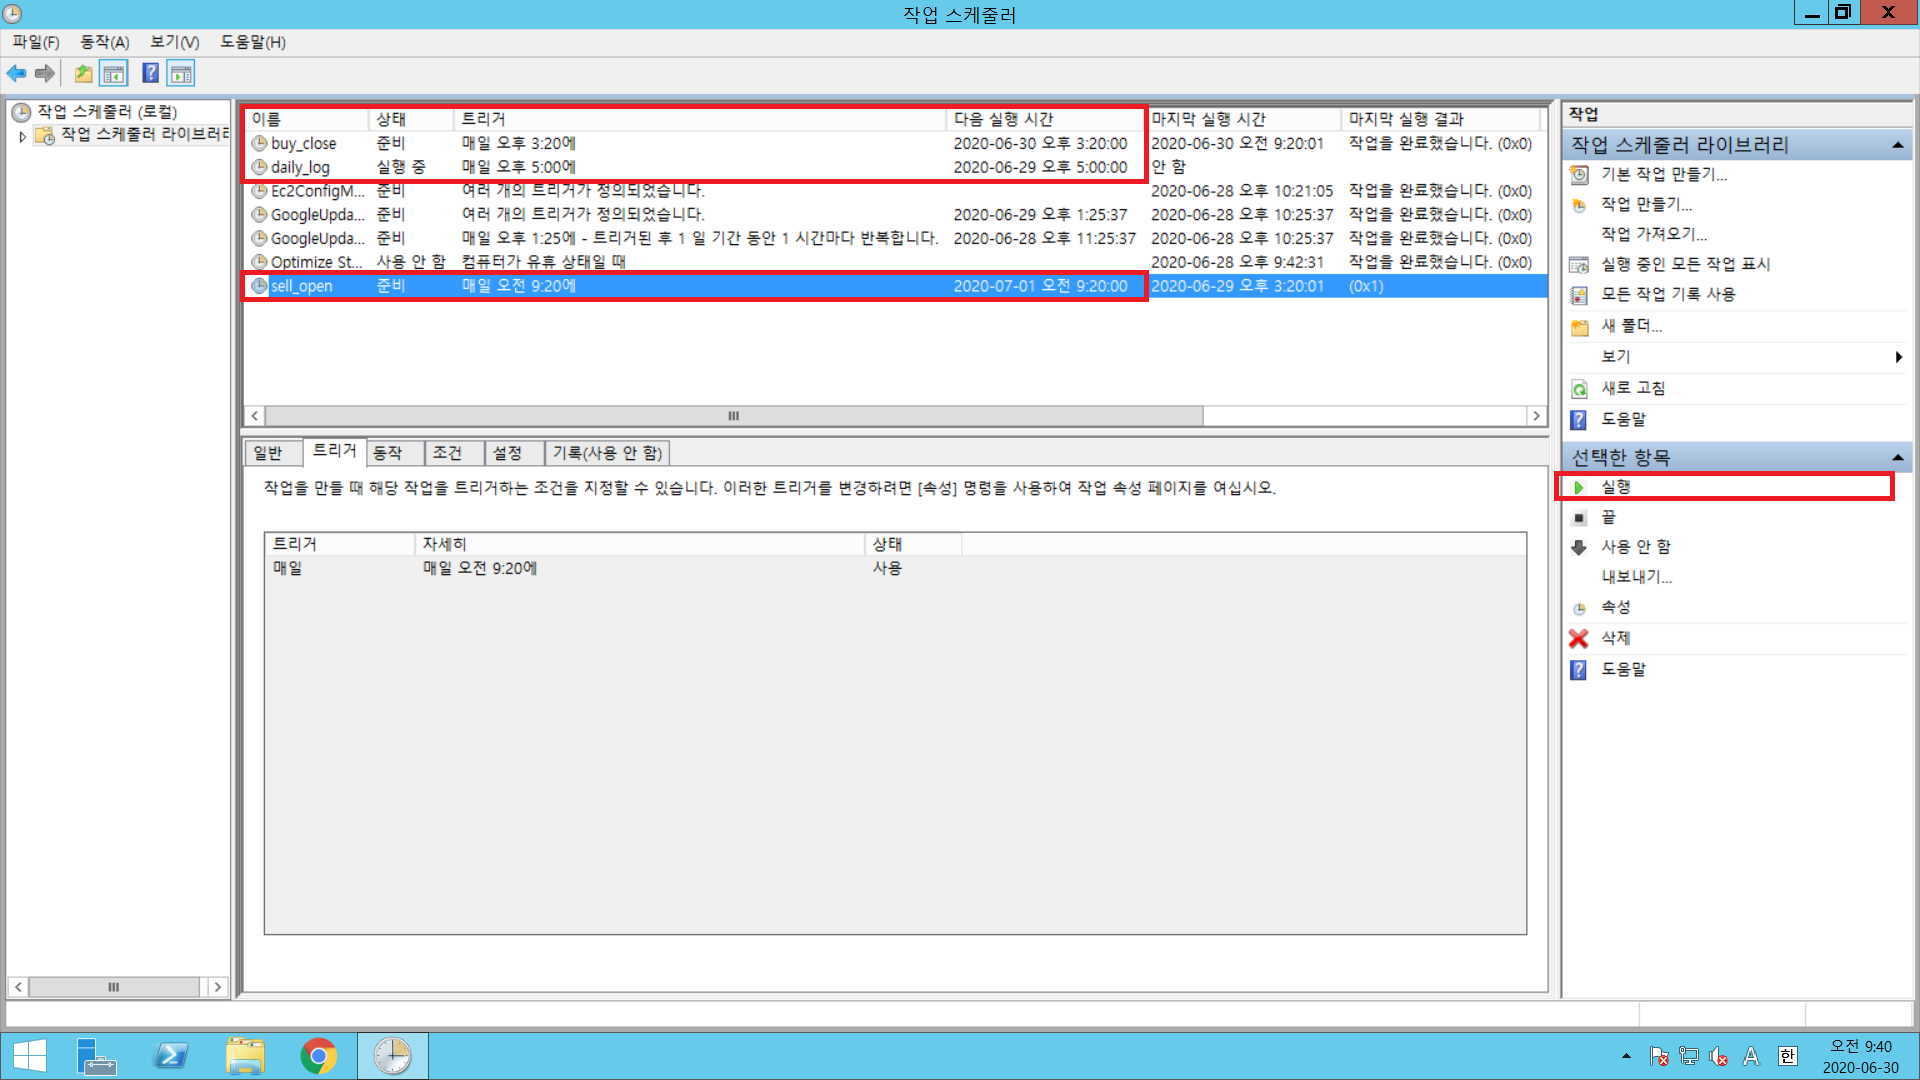 작업 스케줄러
파일(F) 동작(A) 보기(V) 도움말(H)
작업 스케줄러 (로컬)
작업 스케줄러 라이브러리
이름 상태 트리거 다음 실행 시간 마지막 실행 시간 마지막 실행 결과
buy_close 준비 매일 오후 3:20에 2020-06-30 오후 3:20:00 2020-06-30 오전 9:20:01 작업을 완료했습니다. (0x0)
daily_log 실행 중 매일 오후 5:00에 2020-06-29 오후 5:00:00 안 함
Ec2ConfigM... 준비 여러 개의 트리거가 정의되었습니다. 2020-06-28 오후 10:21:05 작업을 완료했습니다. (0x0)
GoogleUpda... 준비 여러 개의 트리거가 정의되었습니다. 2020-06-29 오후 1:25:37 2020-06-28 오후 10:25:37 작업을 완료했습니다. (0x0)
GoogleUpda... 준비 매일 오후 1:25에 - 트리거된 후 1 일 기간 동안 1 시간마다 반복합니다. 2020-06-28 오후 11:25:37 2020-06-28 오후 10:25:37 작업을 완료했습니다. (0x0)
Optimize St... 사용 안 함 컴퓨터가 유휴 상태일 때 2020-06-28 오후 9:42:31 작업을 완료했습니다. (0x0)
sell_open 준비 매일 오전 9:20에 2020-07-01 오전 9:20:00 2020-06-29 오후 3:20:01 (0x1)
일반 트리거 동작 조건 설정 기록(사용 안 함)
작업을 만들 때 해당 작업을 트리거하는 조건을 지정할 수 있습니다. 이러한 트리거를 변경하려면 [속성] 명령을 사용하여 작업 속성 페이지를 여십시오.
트리거 자세히 상태
매일 매일 오전 9:20에 사용
작업
작업 스케줄러 라이브러리
기본 작업 만들기...
작업 만들기...
작업 가져오기...
실행 중인 모든 작업 표시
모든 작업 기록 사용
새 폴더...
보기
새로 고침
도움말
선택한 항목
실행
끝
사용 안 함
내보내기...
속성
삭제
도움말
A 한 오전 9:40
2020-06-30